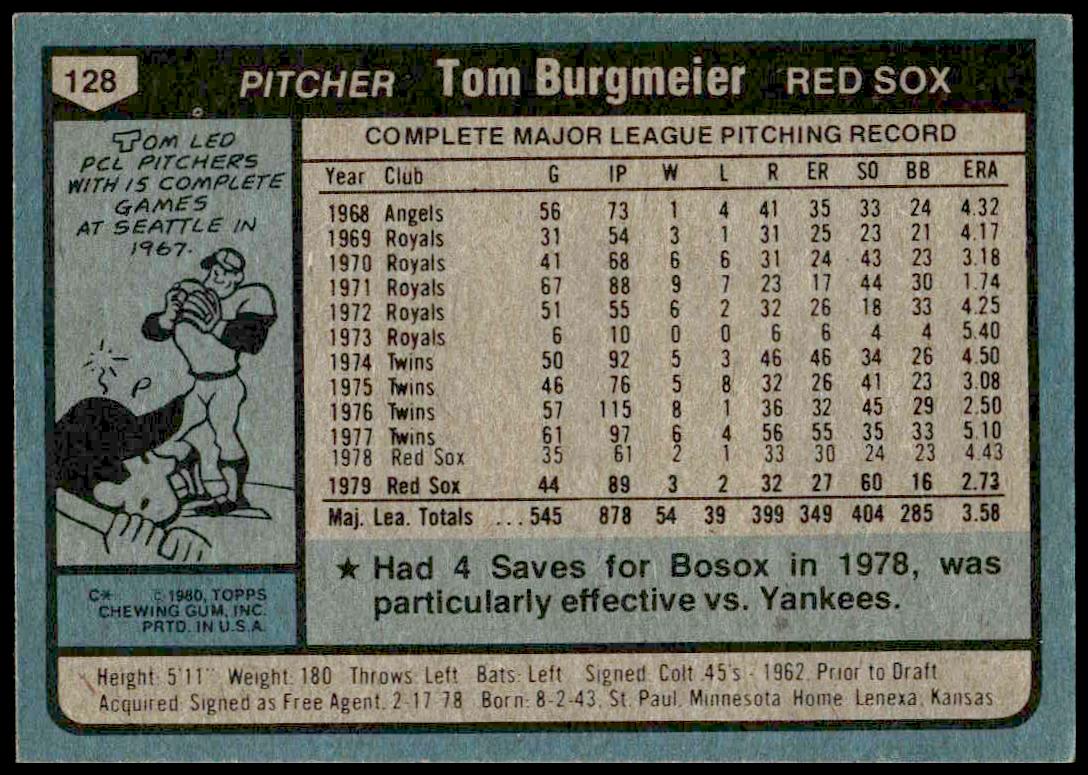 128 PITCHER Tom Burgmeier RED SOX
TOM LED
PCL PITCHERS
WITH 15 COMPLETE
GAMES
AT SEATTLE IN
1967.
C* © 1980, TOPPS
CHEWING GUM, INC.
PRTD. IN U.S.A.
COMPLETE MAJOR LEAGUE PITCHING RECORD
Year Club G IP W L R ER SO BB ERA
1968 Angels 56 73 1 4 41 35 33 24 4.32
1969 Royals 31 54 3 1 31 25 23 21 4.17
1970 Royals 41 68 6 6 31 24 43 23 3.18
1971 Royals 67 88 9 7 23 17 44 30 1.74
1972 Royals 51 55 6 2 32 26 18 33 4.25
1973 Royals 6 10 0 0 6 6 4 4 5.40
1974 Twins 50 92 5 3 46 46 34 26 4.50
1975 Twins 46 76 5 8 32 26 41 23 3.08
1976 Twins 57 115 8 1 36 32 45 29 2.50
1977 Twins 61 97 6 4 56 55 35 33 5.10
1978 Red Sox 35 61 2 1 33 30 24 23 4.43
1979 Red Sox 44 89 3 2 32 27 60 16 2.73
Maj. Lea. Totals ... 545 878 54 39 399 349 404 285 3.58
★ Had 4 Saves for Bosox in 1978, was
particularly effective vs. Yankees.
Height: 5'11" Weight: 180 Throws: Left Bats: Left Signed: Colt .45's - 1962. Prior to Draft
Acquired: Signed as Free Agent, 2-17-78 Born: 8-2-43, St. Paul, Minnesota Home: Lenexa, Kansas